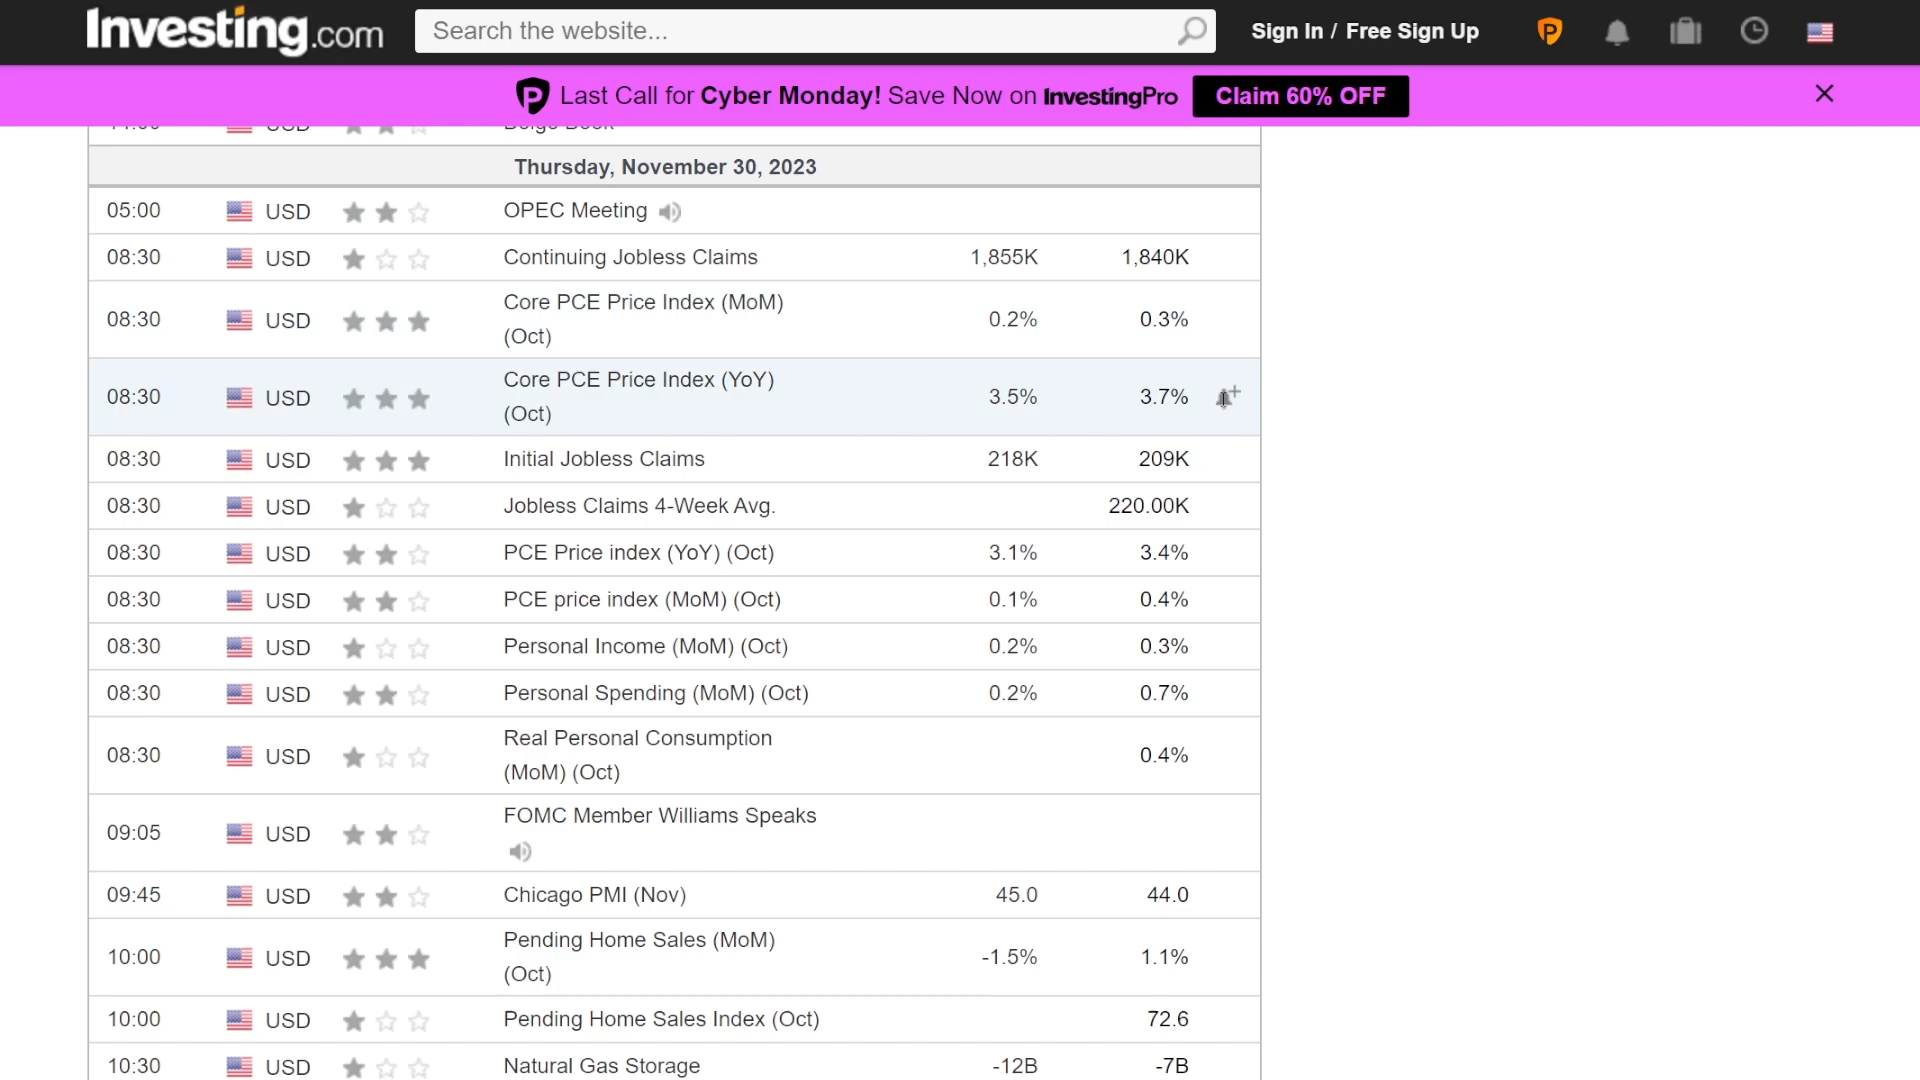 Investing.com
Search the website...
Sign In / Free Sign Up
Last Call for Cyber Monday! Save Now on InvestingPro
Claim 60% OFF
Thursday, November 30, 2023
05:00 USD OPEC Meeting
08:30 USD Continuing Jobless Claims 1,855K 1,840K
08:30 USD Core PCE Price Index (MoM) 0.2% 0.3%
(Oct)
08:30 USD Core PCE Price Index (YoY) 3.5% 3.7%
(Oct)
08:30 USD Initial Jobless Claims 218K 209K
08:30 USD Jobless Claims 4-Week Avg. 220.00K
08:30 USD PCE Price index (YoY) (Oct) 3.1% 3.4%
08:30 USD PCE price index (MoM) (Oct) 0.1% 0.4%
08:30 USD Personal Income (MoM) (Oct) 0.2% 0.3%
08:30 USD Personal Spending (MoM) (Oct) 0.2% 0.7%
08:30 USD Real Personal Consumption 0.4%
(MoM) (Oct)
09:05 USD FOMC Member Williams Speaks
09:45 USD Chicago PMI (Nov) 45.0 44.0
10:00 USD Pending Home Sales (MoM) -1.5% 1.1%
(Oct)
10:00 USD Pending Home Sales Index (Oct) 72.6
10:30 USD Natural Gas Storage -12B -7B